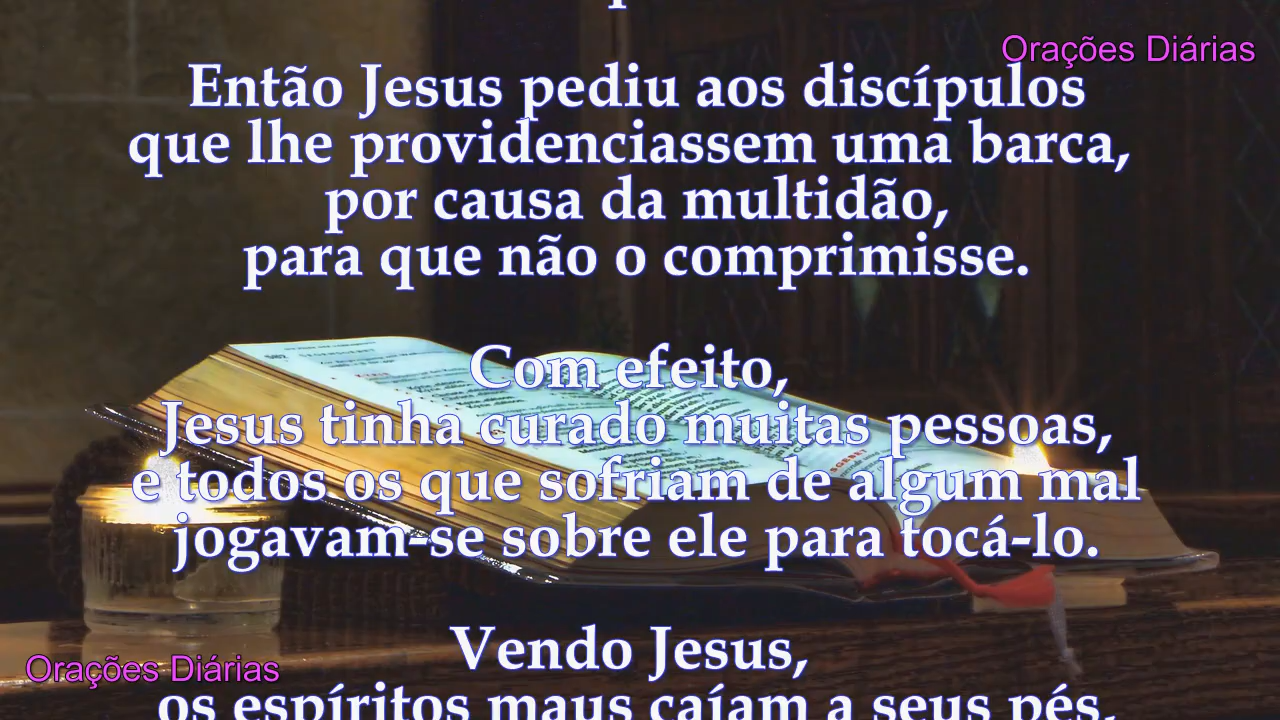 Orações Diárias
Então Jesus pediu aos discípulos
que lhe providenciassem uma barca,
por causa da multidão,
para que não o comprimisse.
Com efeito,
Jesus tinha curado muitas pessoas,
e todos os que sofriam de algum mal
jogavam-se sobre ele para tocá-lo.
Vendo Jesus,
os espíritos maus caíam a seus pés,
Orações Diárias